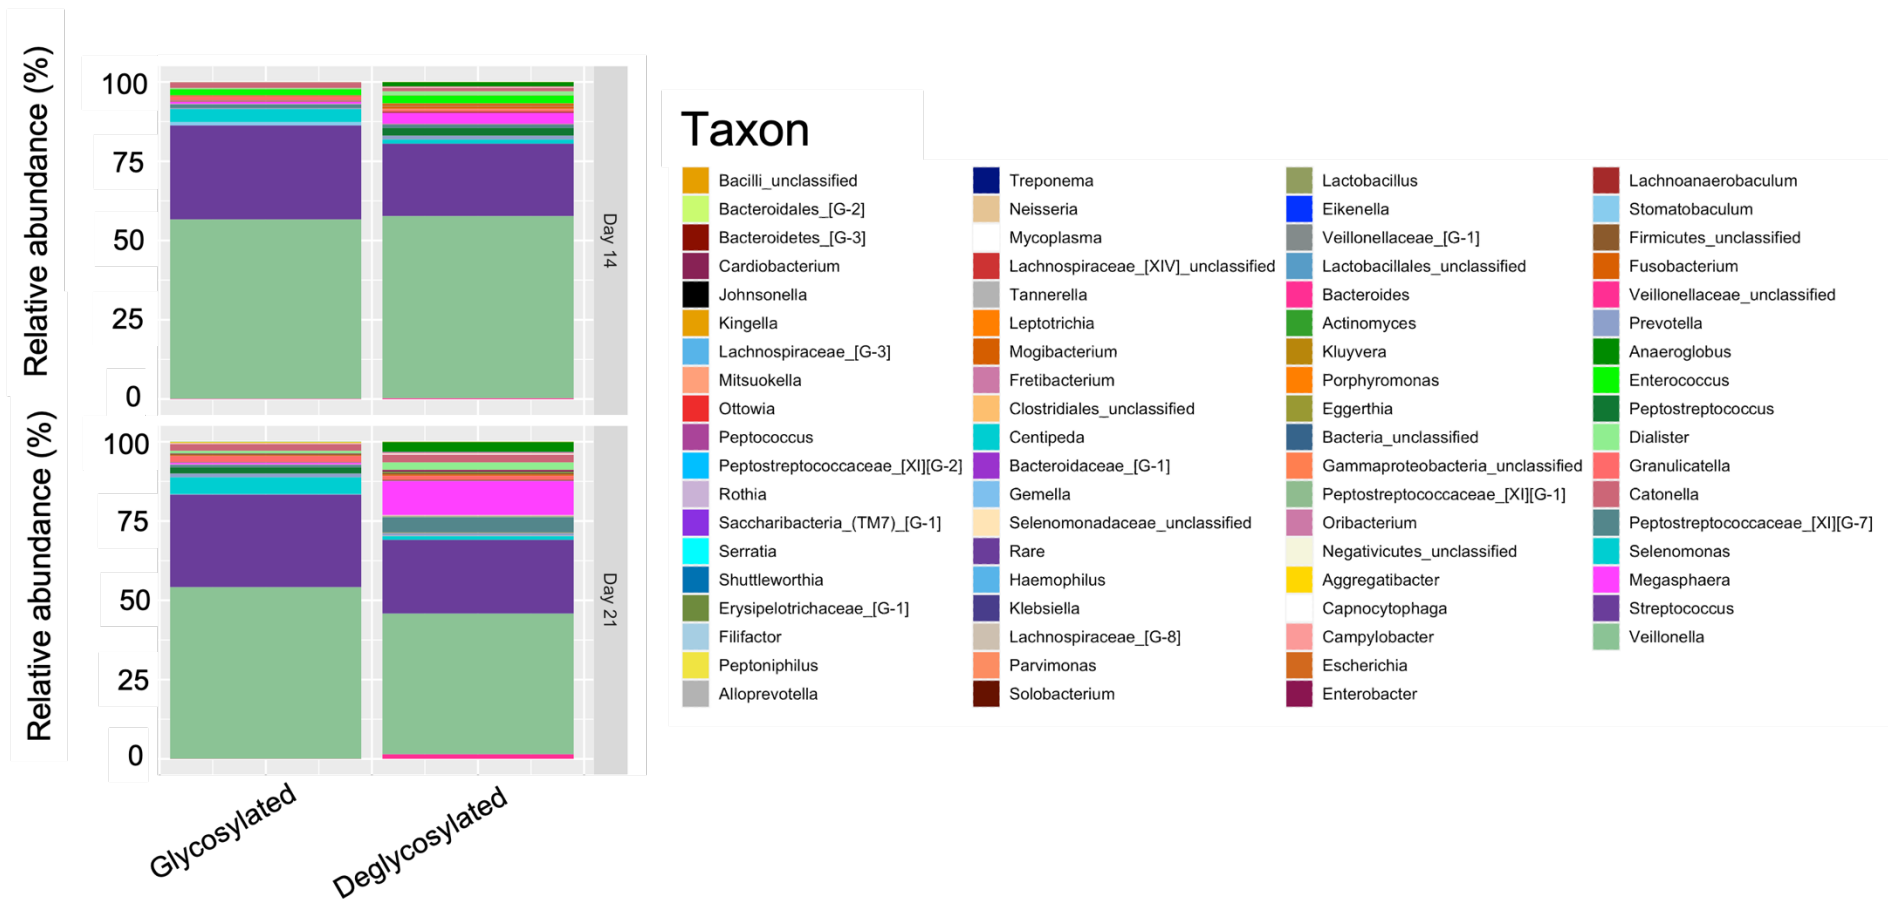 Relative abundance (%)
100
75
50
25
0
Day 14
Relative abundance (%)
100
75
50
25
0
Day 21
Glycosylated
Deglycosylated
Taxon
Bacilli_unclassified
Bacteroidales_[G-2]
Bacteroidetes_[G-3]
Cardiobacterium
Johnsonella
Kingella
Lachnospiraceae_[G-3]
Mitsuokella
Ottowia
Peptococcus
Peptostreptococcaceae_[XI][G-2]
Rothia
Saccharibacteria_(TM7)_[G-1]
Serratia
Shuttleworthia
Erysipelotrichaceae_[G-1]
Filifactor
Peptoniphilus
Alloprevotella
Treponema
Neisseria
Mycoplasma
Lachnospiraceae_[XIV]_unclassified
Tannerella
Leptotrichia
Mogibacterium
Fretibacterium
Clostridiales_unclassified
Centipeda
Bacteroidaceae_[G-1]
Gemella
Selenomonadaceae_unclassified
Rare
Haemophilus
Klebsiella
Lachnospiraceae_[G-8]
Parvimonas
Solobacterium
Lactobacillus
Eikenella
Veillonellaceae_[G-1]
Lactobacillales_unclassified
Bacteroides
Actinomyces
Kluyvera
Porphyromonas
Eggerthia
Bacteria_unclassified
Gammaproteobacteria_unclassified
Peptostreptococcaceae_[XI][G-1]
Oribacterium
Negativicutes_unclassified
Aggregatibacter
Capnocytophaga
Campylobacter
Escherichia
Enterobacter
Lachnoanaerobaculum
Stomatobaculum
Firmicutes_unclassified
Fusobacterium
Veillonellaceae_unclassified
Prevotella
Anaeroglobus
Enterococcus
Peptostreptococcus
Dialister
Granulicatella
Catonella
Peptostreptococcaceae_[XI][G-7]
Selenomonas
Megasphaera
Streptococcus
Veillonella